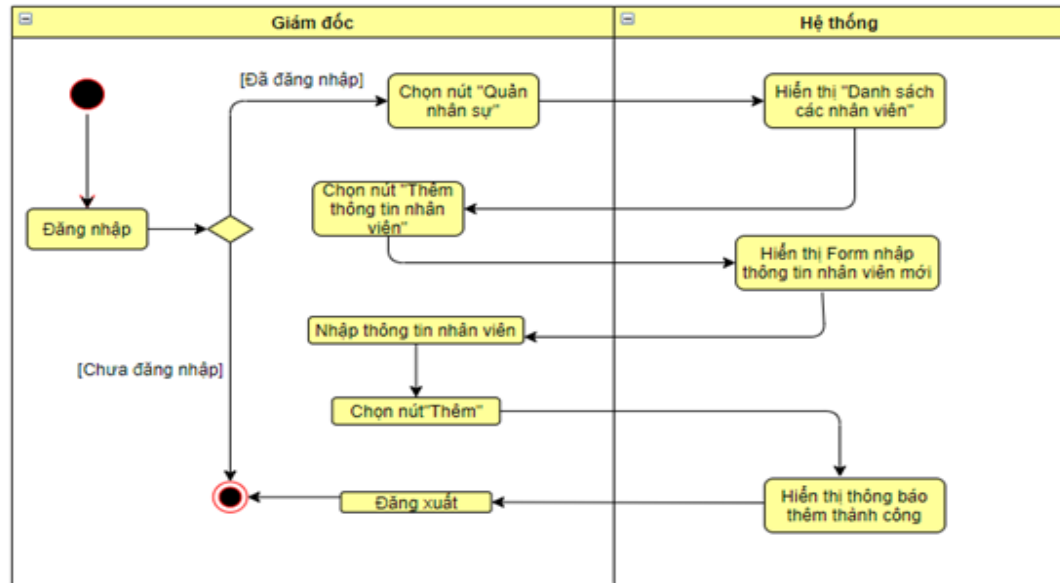 Giám đốc
Hệ thống
[Đã đăng nhập]
Chọn nút "Quản
nhân sự"
Hiển thị "Danh sách
các nhân viên"
Chọn nút "Thêm
thông tin nhân
viên"
Đăng nhập
Hiển thị Form nhập
thông tin nhân viên mới
Nhập thông tin nhân viên
[Chưa đăng nhập]
Chọn nút"Thêm"
Đăng xuất
Hiển thị thông báo
thêm thành công